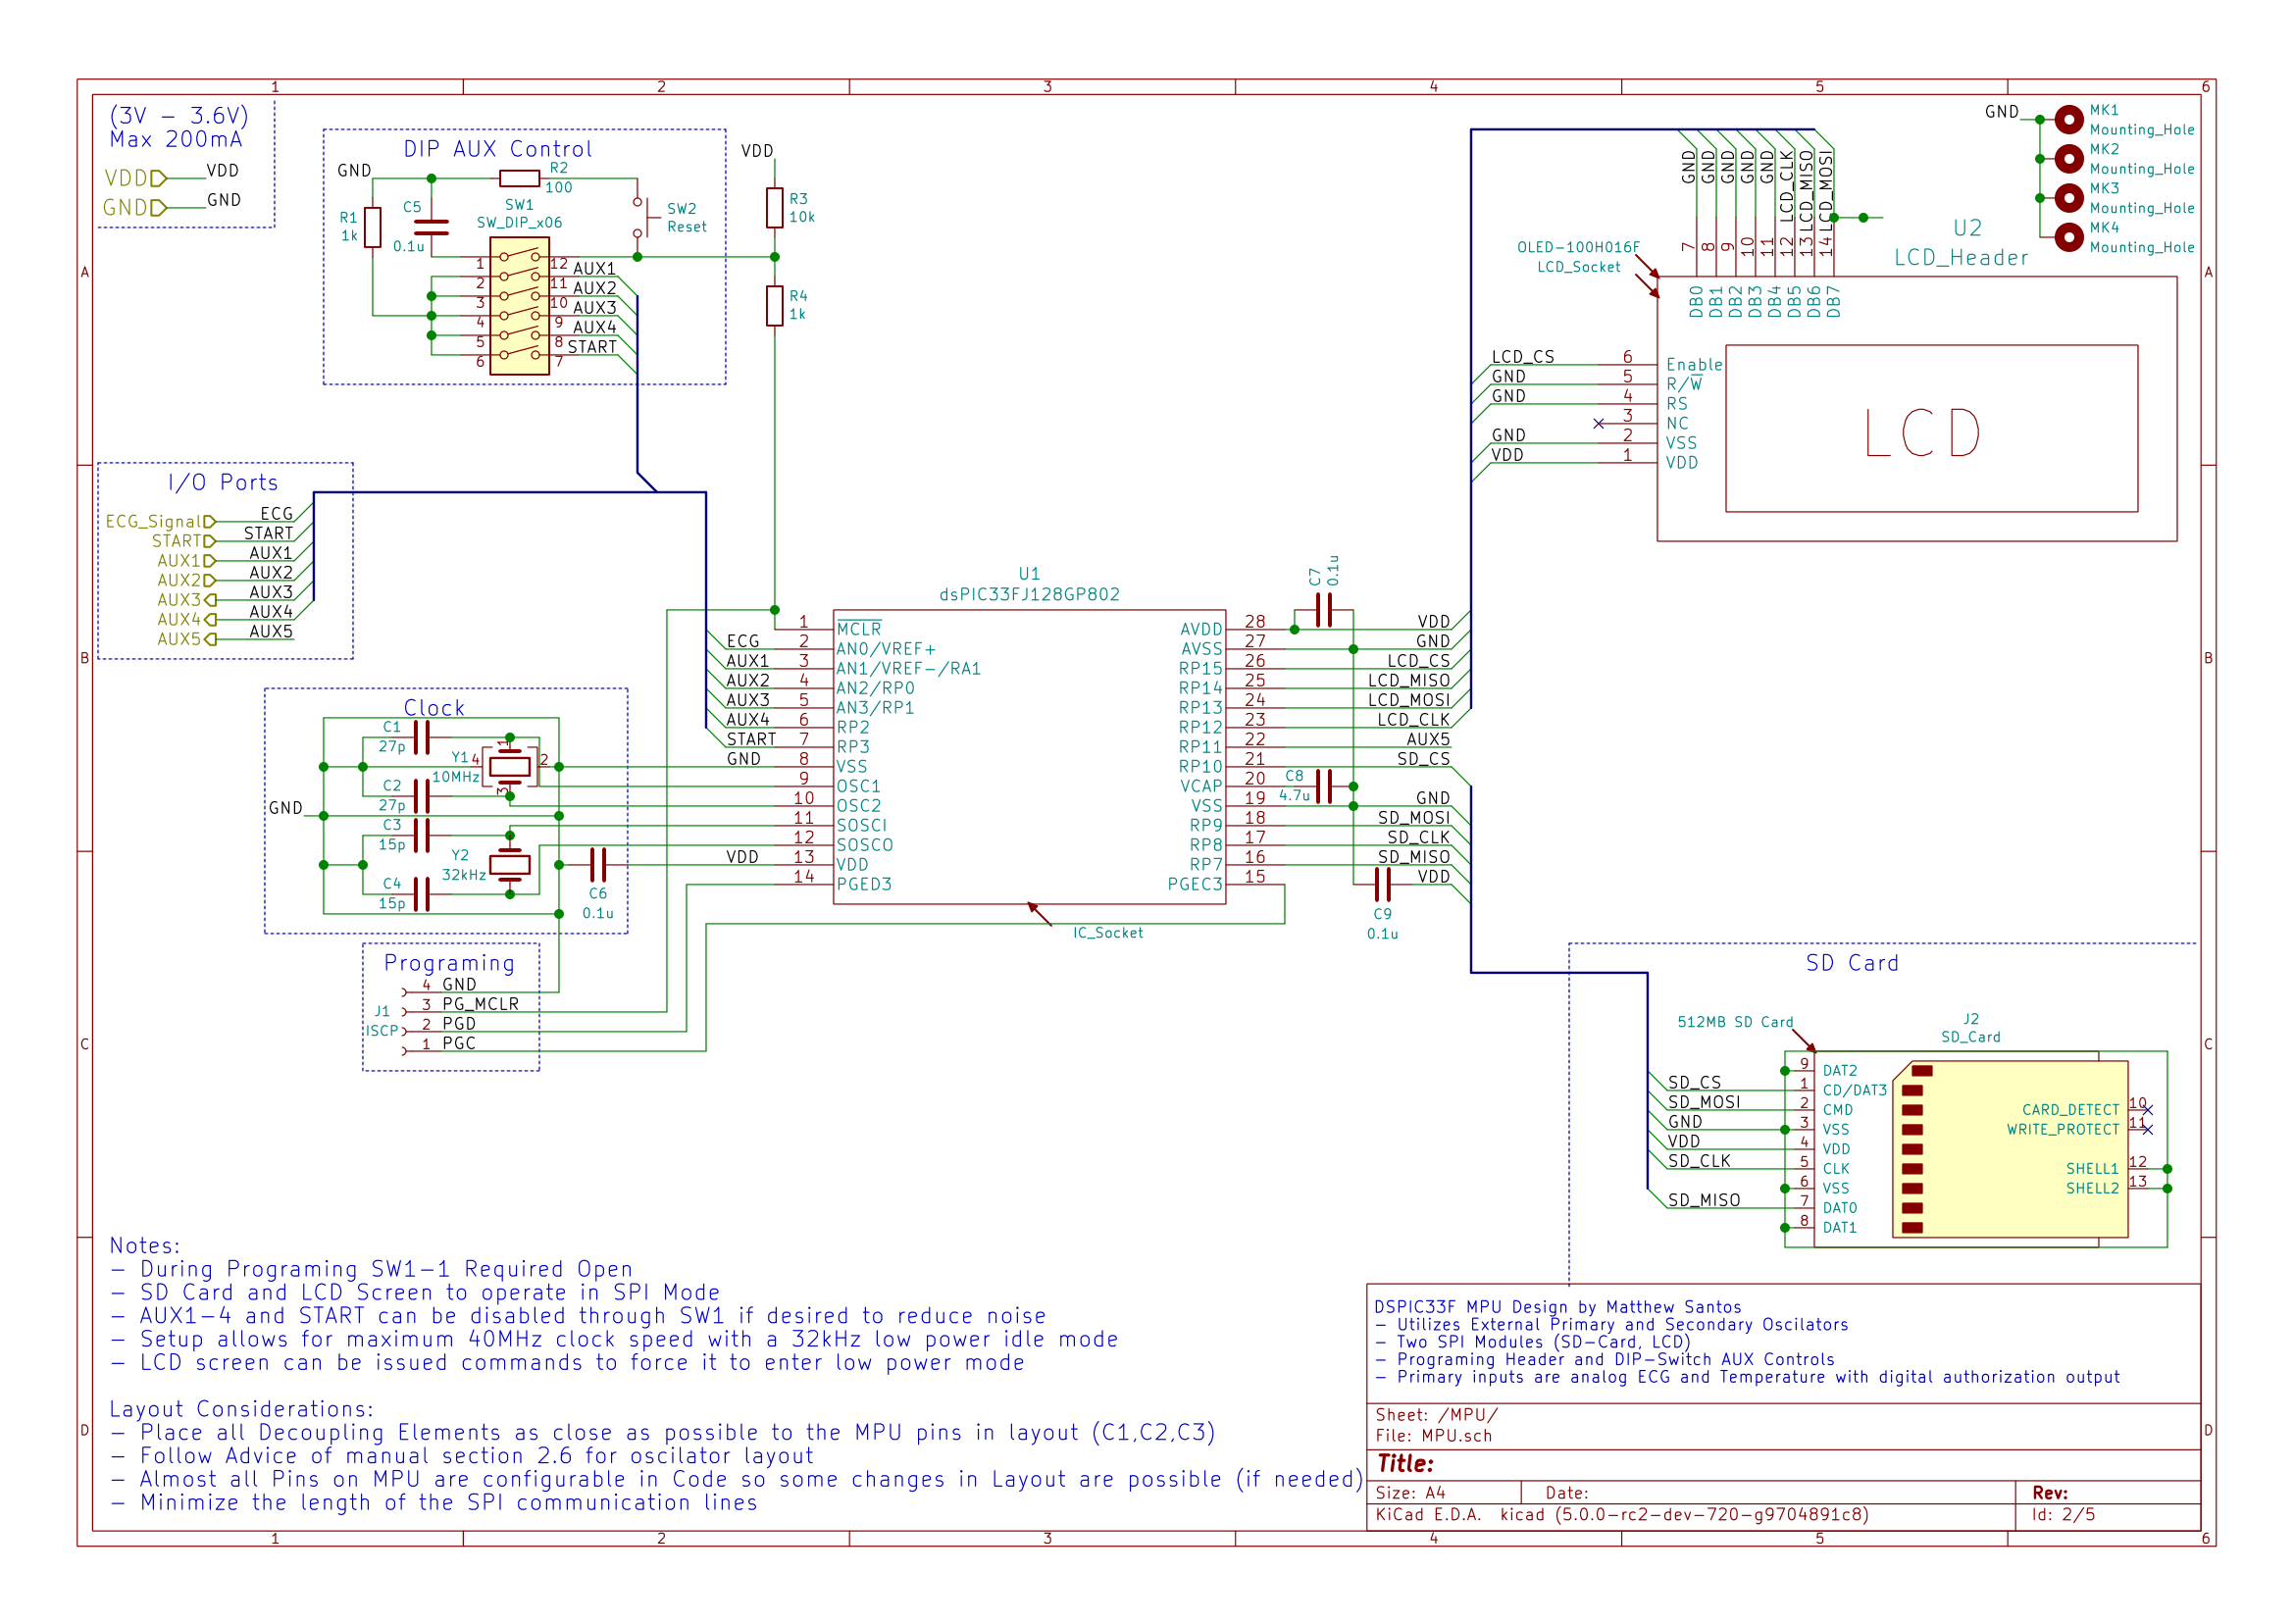 1 2 3 4 5 6
A
B
C
D
(3V - 3.6V)
Max 200mA
VDD VDD
GND GND
DIP AUX Control
GND
R2
100
R1
1k
C5
0.1u
SW1
SW_DIP_x06
SW2
Reset
1 12
2 11 AUX1
3 10 AUX2
4 9 AUX3
5 8 AUX4
6 7 START
VDD
R3
10k
R4
1k
I/O Ports
ECG_Signal ECG
START START
AUX1 AUX1
AUX2 AUX2
AUX3 AUX3
AUX4 AUX4
AUX5 AUX5
Clock
C1
27p
Y1
10MHz
1 2 3 4
C2
27p
GND
C3
15p
Y2
32kHz
C4
15p
C6
0.1u
Programing
J1
ISCP
4 GND
3 PG_MCLR
2 PGD
1 PGC
U1
dsPIC33FJ128GP802
1 MCLR
ECG 2 AN0/VREF+
AUX1 3 AN1/VREF-/RA1
AUX2 4 AN2/RP0
AUX3 5 AN3/RP1
AUX4 6 RP2
START 7 RP3
GND 8 VSS
9 OSC1
10 OSC2
11 SOSCI
12 SOSCO
VDD 13 VDD
14 PGED3
AVDD 28 VDD
AVSS 27 GND
RP15 26 LCD_CS
RP14 25 LCD_MISO
RP13 24 LCD_MOSI
RP12 23 LCD_CLK
RP11 22 AUX5
RP10 21 SD_CS
VCAP 20
VSS 19 GND
RP9 18 SD_MOSI
RP8 17 SD_CLK
RP7 16 SD_MISO
PGEC3 15 VDD
IC_Socket
C7
0.1u
C8
4.7u
C9
0.1u
GND 7 DB0
GND 8 DB1
GND 9 DB2
GND 10 DB3
GND 11 DB4
LCD_CLK 12 DB5
LCD_MISO 13 DB6
LCD_MOSI 14 DB7
U2
LCD_Header
OLED-100H016F
LCD_Socket
LCD_CS 6 Enable
GND 5 R/W
GND 4 RS
3 NC
GND 2 VSS
VDD 1 VDD
LCD
GND
MK1
Mounting_Hole
MK2
Mounting_Hole
MK3
Mounting_Hole
MK4
Mounting_Hole
SD Card
512MB SD Card
J2
SD_Card
9 DAT2
SD_CS 1 CD/DAT3
SD_MOSI 2 CMD
GND 3 VSS
VDD 4 VDD
SD_CLK 5 CLK
6 VSS
SD_MISO 7 DAT0
8 DAT1
CARD_DETECT 10
WRITE_PROTECT 11
SHELL1 12
SHELL2 13
Notes:
- During Programing SW1-1 Required Open
- SD Card and LCD Screen to operate in SPI Mode
- AUX1-4 and START can be disabled through SW1 if desired to reduce noise
- Setup allows for maximum 40MHz clock speed with a 32kHz low power idle mode
- LCD screen can be issued commands to force it to enter low power mode
Layout Considerations:
- Place all Decoupling Elements as close as possible to the MPU pins in layout (C1,C2,C3)
- Follow Advice of manual section 2.6 for oscilator layout
- Almost all Pins on MPU are configurable in Code so some changes in Layout are possible (if needed)
- Minimize the length of the SPI communication lines
DSPIC33F MPU Design by Matthew Santos
- Utilizes External Primary and Secondary Oscilators
- Two SPI Modules (SD-Card, LCD)
- Programing Header and DIP-Switch AUX Controls
- Primary inputs are analog ECG and Temperature with digital authorization output
Sheet: /MPU/
File: MPU.sch
Title:
Size: A4 Date: Rev:
KiCad E.D.A. kicad (5.0.0-rc2-dev-720-g9704891c8) Id: 2/5
A
B
C
D
1 2 3 4 5 6